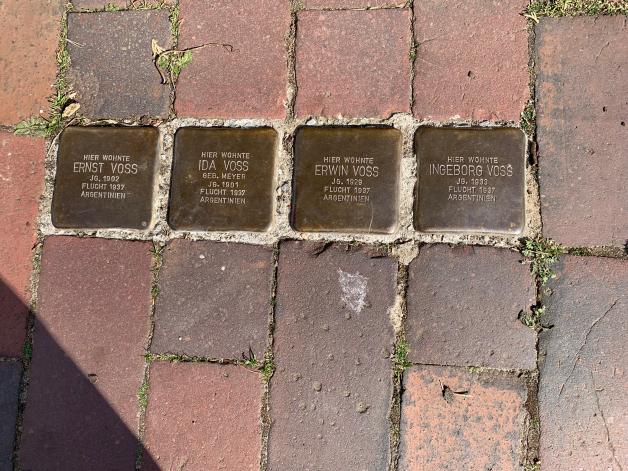 HIER WOHNTE
ERNST VOSS
JG. 1902
FLUCHT 1937
ARGENTINIEN
HIER WOHNTE
IDA VOSS
GEB. MEYER
JG. 1901
FLUCHT 1937
ARGENTINIEN
HIER WOHNTE
ERWIN VOSS
JG. 1929
FLUCHT 1937
ARGENTINIEN
HIER WOHNTE
INGEBORG VOSS
JG. 1933
FLUCHT 1937
ARGENTINIEN